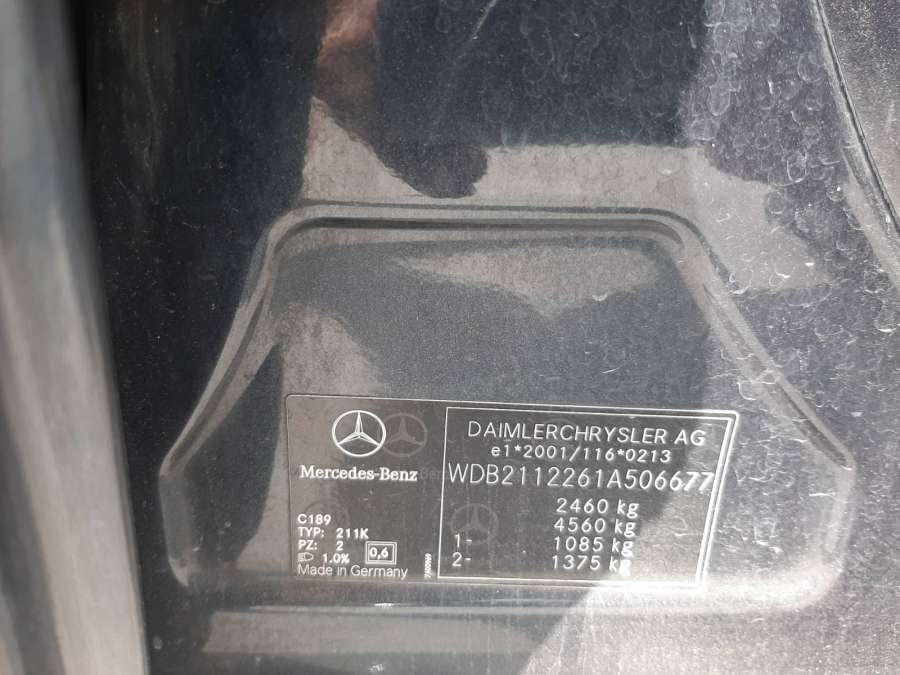 Mercedes-Benz
C189
TYP: 211K
PZ: 2
1.0% 0,6
Made in Germany
DAIMLERCHRYSLER AG
e1*2001/116*0213
WDB2112261A506677
2460 kg
4560 kg
1- 1085 kg
2- 1375 kg